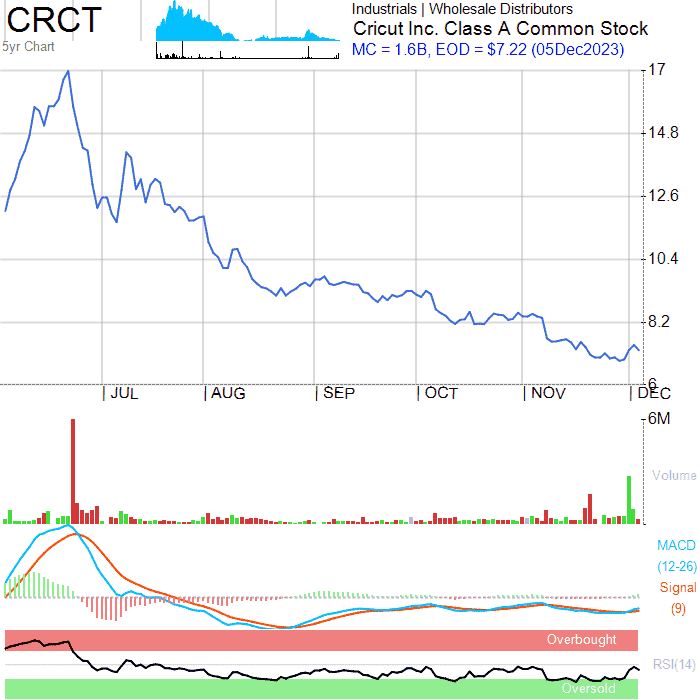 CRCT
5yr Chart
Industrials | Wholesale Distributors
Cricut Inc. Class A Common Stock
MC = 1.6B, EOD = $7.22 (05Dec2023)
17
14.8
12.6
10.4
8.2
6
| JUL | AUG | SEP | OCT | NOV | DEC
6M
Volume
MACD
(12-26)
Signal
(9)
Overbought
RSI(14)
Oversold